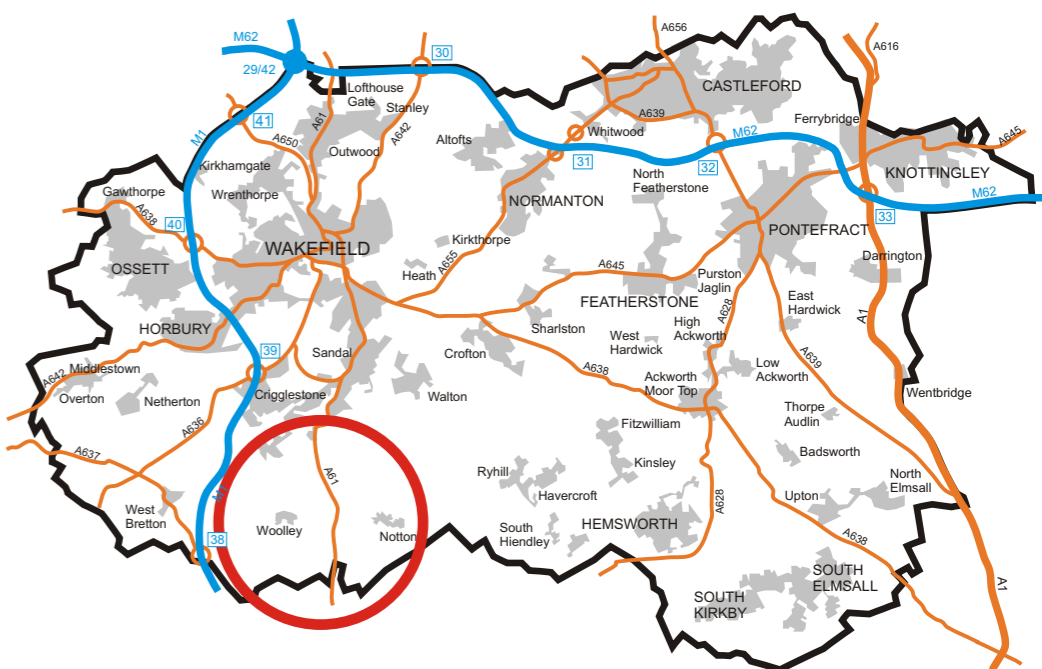 M62
29/42
30
A656
A616
CASTLEFORD
Lofthouse
Gate
Stanley
A61
A642
41
M1
A650
Outwood
Altofts
Whitwood
A639
Ferrybridge
A645
M62
31
32
KNOTTINGLEY
Kirkhamgate
Wrenthorpe
Gawthorpe
A638
40
North
Featherstone
NORMANTON
M62
33
WAKEFIELD
Kirkthorpe
PONTEFRACT
OSSETT
Heath
A655
A645
Purston
Jaglin
Darrington
FEATHERSTONE
A628
East
Hardwick
A1
HORBURY
Sharlston
High
Ackworth
West
Hardwick
39
Sandal
Crofton
A638
Low
Ackworth
A639
Middlestown
A642
Overton
Netherton
Crigglestone
Walton
Ackworth
Moor Top
Wentbridge
A636
Thorpe
Audlin
Fitzwilliam
A637
Badsworth
Kinsley
A61
Ryhill
Havercroft
A628
Upton
North
Elmsall
M1
West
Bretton
Woolley
Notton
38
South
Hiendley
HEMSWORTH
A638
SOUTH
ELMSALL
SOUTH
KIRKBY
A1